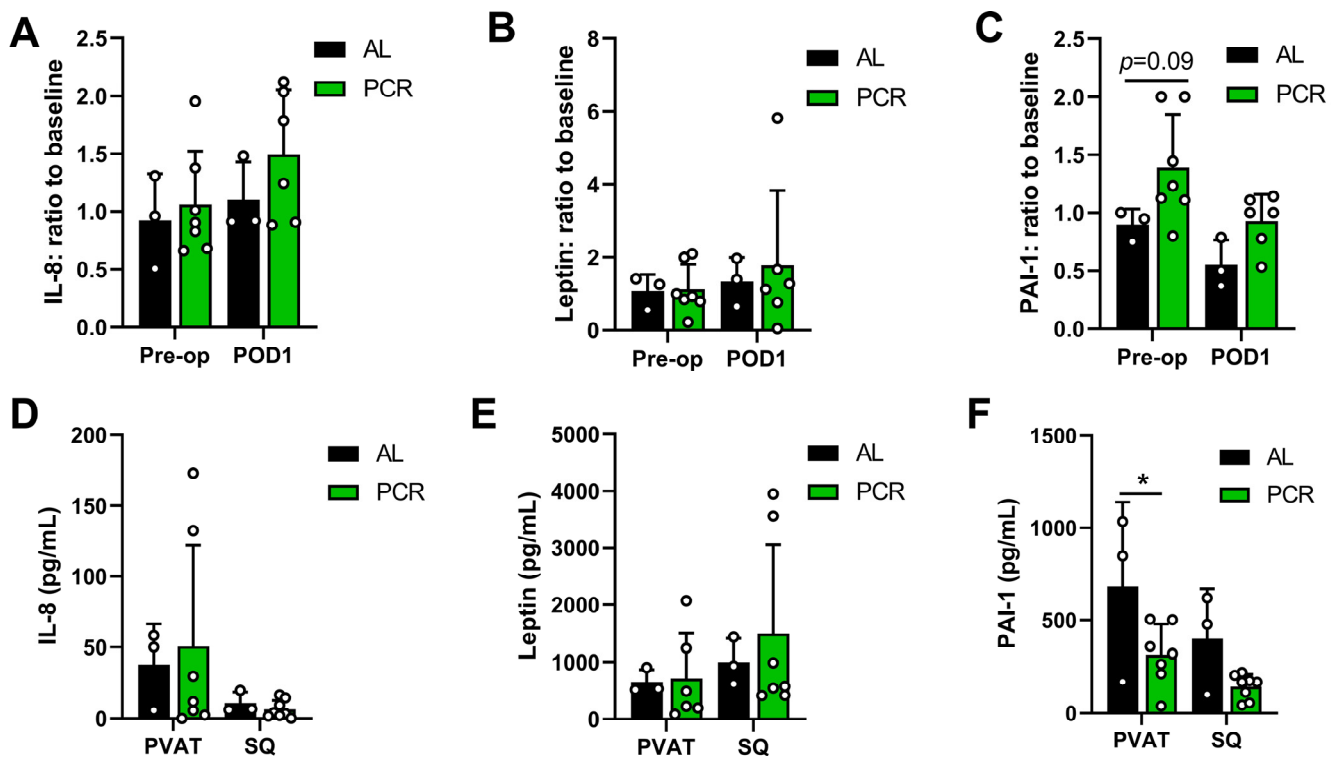 A
IL-8: ratio to baseline
2.5
2.0
1.5
1.0
0.5
0.0
Pre-op POD1
AL
PCR
B
Leptin: ratio to baseline
8
6
4
2
0
Pre-op POD1
AL
PCR
C
PAI-1: ratio to baseline
2.5
2.0
1.5
1.0
0.5
0.0
p=0.09
Pre-op POD1
AL
PCR
D
IL-8 (pg/mL)
200
150
100
50
0
PVAT SQ
AL
PCR
E
Leptin (pg/mL)
5000
4000
3000
2000
1000
0
PVAT SQ
AL
PCR
F
PAI-1 (pg/mL)
1500
1000
500
0
*
PVAT SQ
AL
PCR